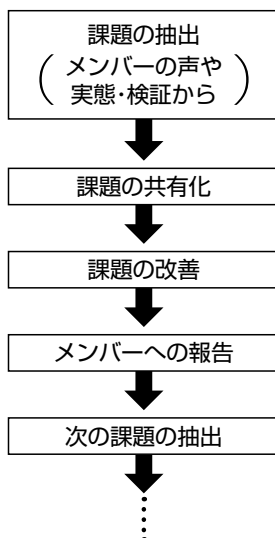 課題の抽出
(メンバーの声や
実態・検証から)
課題の共有化
課題の改善
メンバーへの報告
次の課題の抽出